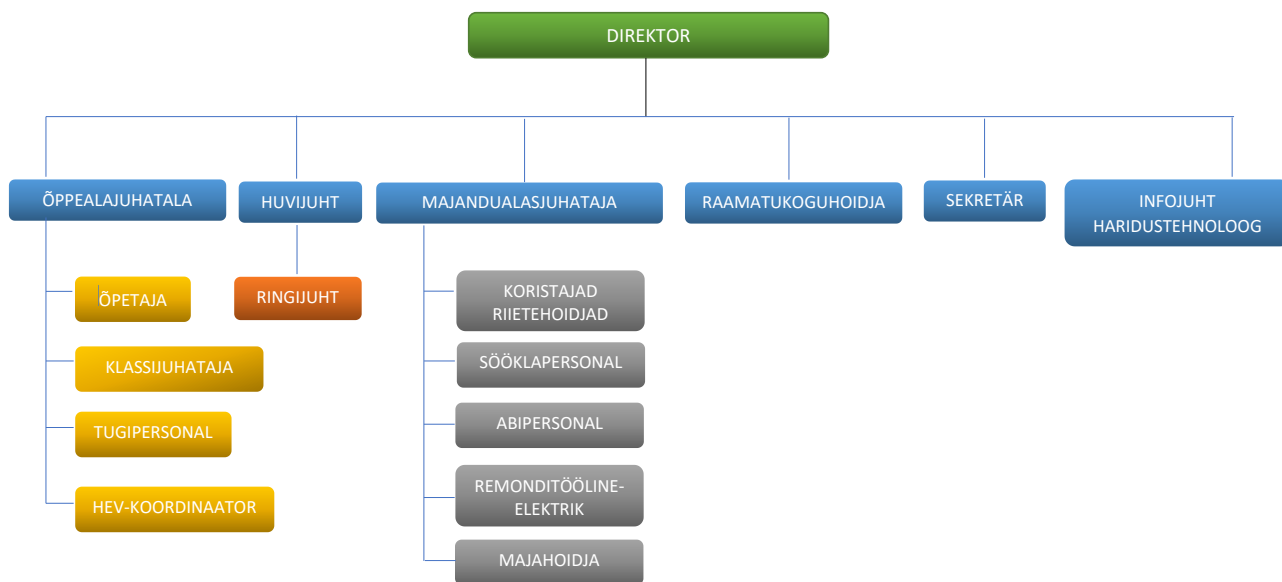 DIREKTOR
ÕPPEALAJUHATALA
HUVIJUHT
MAJANDUALASJUHATAJA
RAAMATUKOGUHOIDJA
SEKRETÄR
INFOJUHT
HARIDUSTEHNOLOOG
ÕPETAJA
KLASSIJUHATAJA
TUGIPERSONAL
HEV-KOORDINAATOR
RINGIJUHT
KORISTAJAD
RIIETEHOIDJAD
SÖÖKLAPERSONAL
ABIPERSONAL
REMONDITÖÖLINE-
ELEKTRIK
MAJAHOIDJA